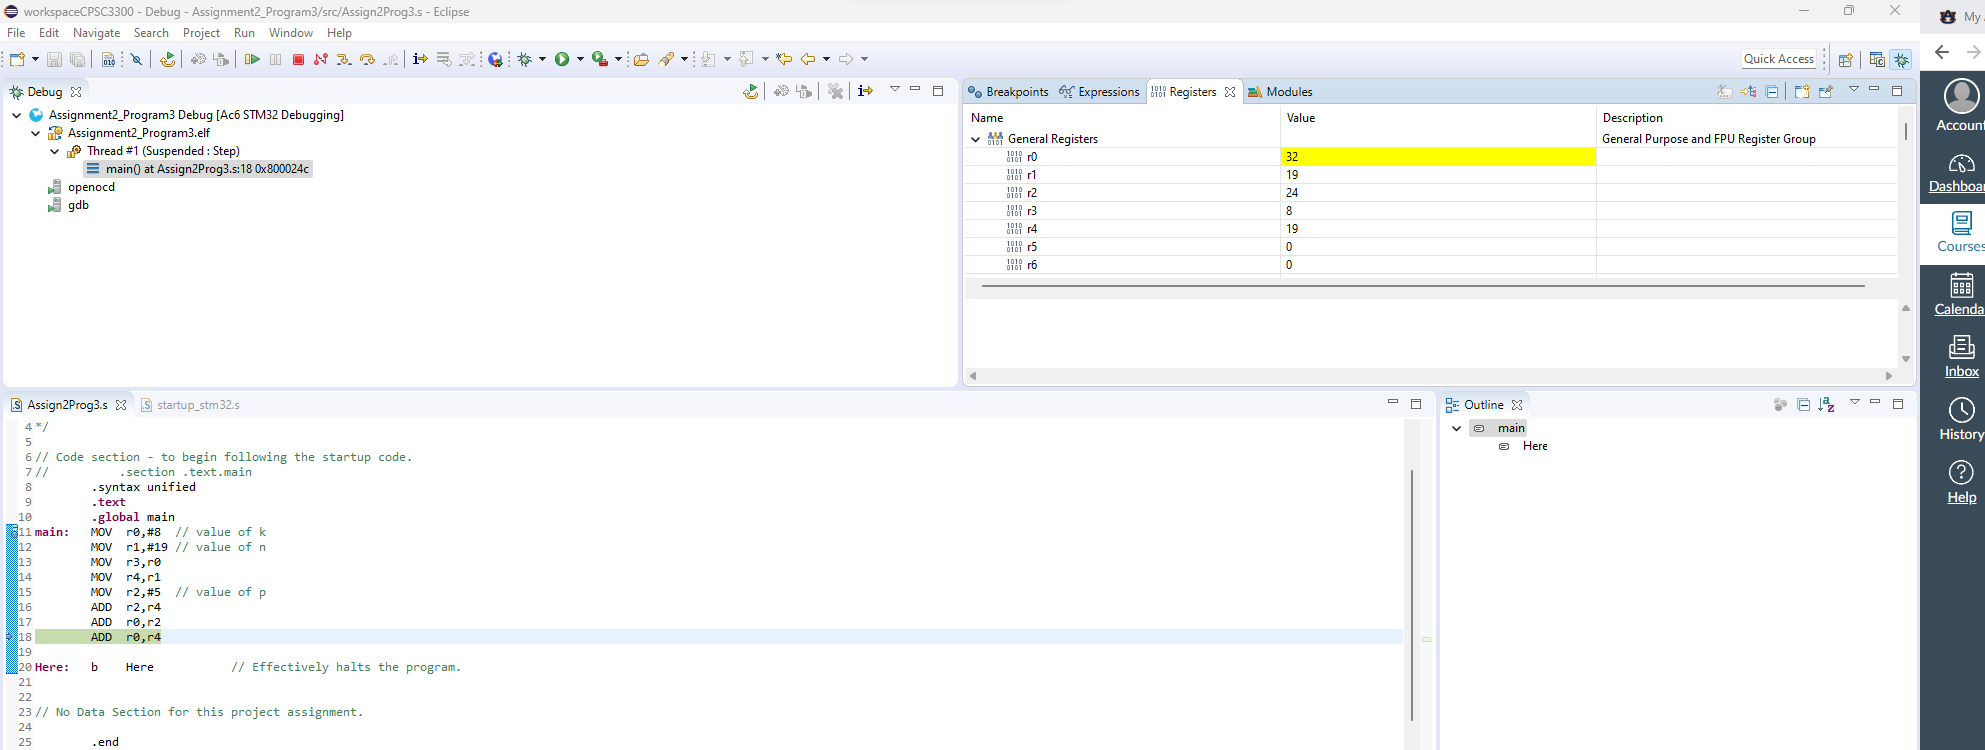 workspaceCPSC3300 - Debug - Assignment2_Program3/src/Assign2Prog3.s - Eclipse
File Edit Navigate Search Project Run Window Help
Quick Access
Debug
Assignment2_Program3 Debug [Ac6 STM32 Debugging]
Assignment2_Program3.elf
Thread #1 (Suspended : Step)
main() at Assign2Prog3.s:18 0x800024c
openocd
gdb
Breakpoints Expressions Registers Modules
Name Value Description
General Registers General Purpose and FPU Register Group
r0 32
r1 19
r2 24
r3 8
r4 19
r5 0
r6 0
Assign2Prog3.s startup_stm32.s
4 */
5
6 // Code section - to begin following the startup code.
7 // .section .text.main
8 .syntax unified
9 .text
10 .global main
11 main: MOV r0,#8 // value of k
12 MOV r1,#19 // value of n
13 MOV r3,r0
14 MOV r4,r1
15 MOV r2,#5 // value of p
16 ADD r2,r4
17 ADD r0,r2
18 ADD r0,r4
19
20 Here: b Here // Effectively halts the program.
21
22
23 // No Data Section for this project assignment.
24
25 .end
Outline
main
Here
My
Accoun
Dashboa
Courses
Calenda
Inbox
History
Help